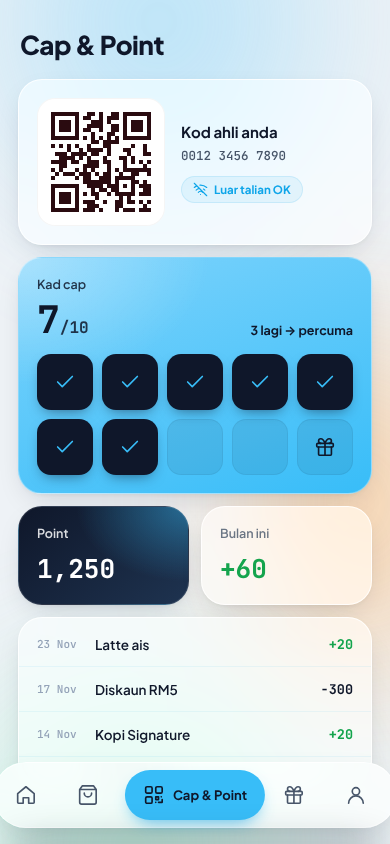 Cap & Point
Kod ahli anda
0012 3456 7890
Luar talian OK
Kad cap
7/10
3 lagi → percuma
Point
1,250
Bulan ini
+60
23 Nov Latte ais +20
17 Nov Diskaun RM5 -300
14 Nov Kopi Signature +20
Cap & Point